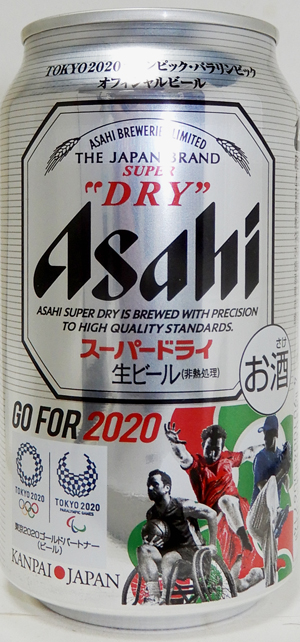 TOKYO2020 オリンピック・パラリンピック
オフィシャルビール
ASAHI BREWERIES, LIMITED
THE JAPAN BRAND
SUPER
"DRY"
Asahi
ASAHI SUPER DRY IS BREWED WITH PRECISION
TO HIGH QUALITY STANDARDS.
スーパードライ
生ビール(非熱処理)
さけ
お酒
GO FOR 2020
TOKYO 2020
TOKYO 2020
PARALYMPIC GAMES
東京2020ゴールドパートナー
(ビール)
KANPAI JAPAN